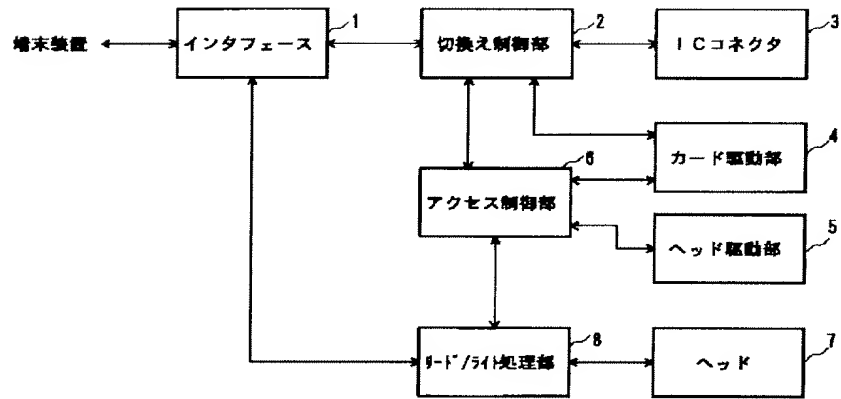 端末装置
インタフェース
1
切換え制御部
2
ICコネクタ
3
カード駆動部
4
アクセス制御部
6
ヘッド駆動部
5
ﾘｰﾄﾞ/ﾗｲﾄ処理部
8
ヘッド
7